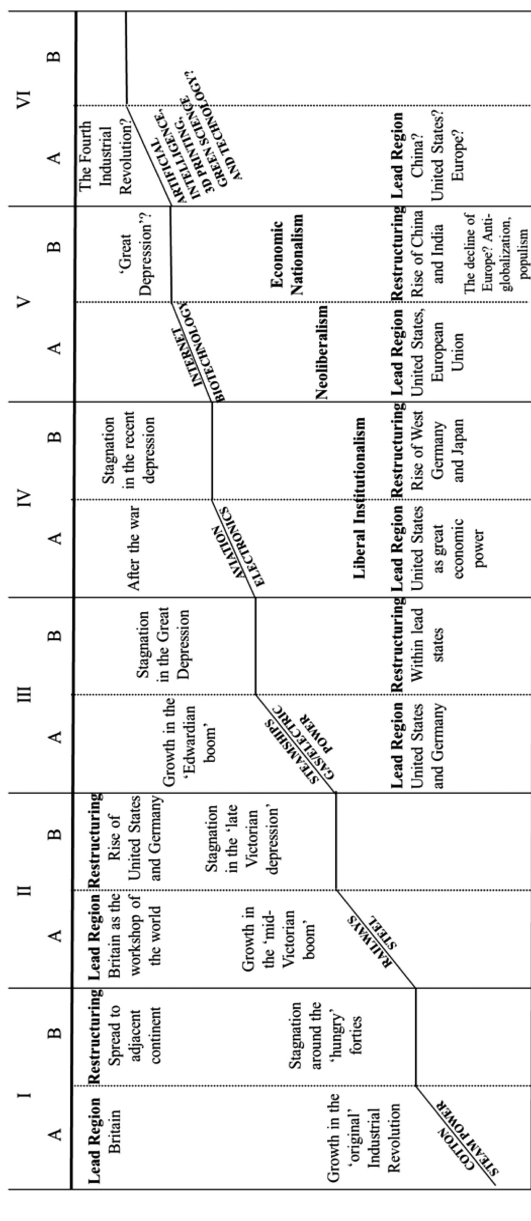 I
II
III
IV
V
VI
A
B
A
B
A
B
A
B
A
B
A
B
Lead Region
Britain
Growth in the
'original'
Industrial
Revolution
COTTON
STEAM POWER
Restructuring
Spread to
adjacent
continent
Stagnation
around the
'hungry'
forties
Lead Region
Britain as the
workshop of
the world
Growth in
the 'mid-
Victorian
boom'
RAILWAYS
STEEL
Restructuring
Rise of
United States
and Germany
Stagnation
in the 'late
Victorian
depression'
Growth in the
'Edwardian
boom'
STEAMSHIPS
GAS/ELECTRIC
POWER
Lead Region
United States
and Germany
Stagnation
in the Great
Depression
Restructuring
Within lead
states
After the war
AVIATION
ELECTRONICS
Liberal Institutionalism
Lead Region
United States
as great
economic
power
Stagnation
in the recent
depression
Restructuring
Rise of West
Germany
and Japan
INTERNET
BIOTECHNOLOGY
Neoliberalism
Lead Region
United States,
European
Union
'Great
Depression'?
Economic
Nationalism
Restructuring
Rise of China
and India
The decline of
Europe? Anti-
globalization,
populism
The Fourth
Industrial
Revolution?
ARTIFICIAL
INTELLIGENCE,
3D PRINTING,
GREEN SCIENCE
AND TECHNOLOGY?
Lead Region
China?
United States?
Europe?